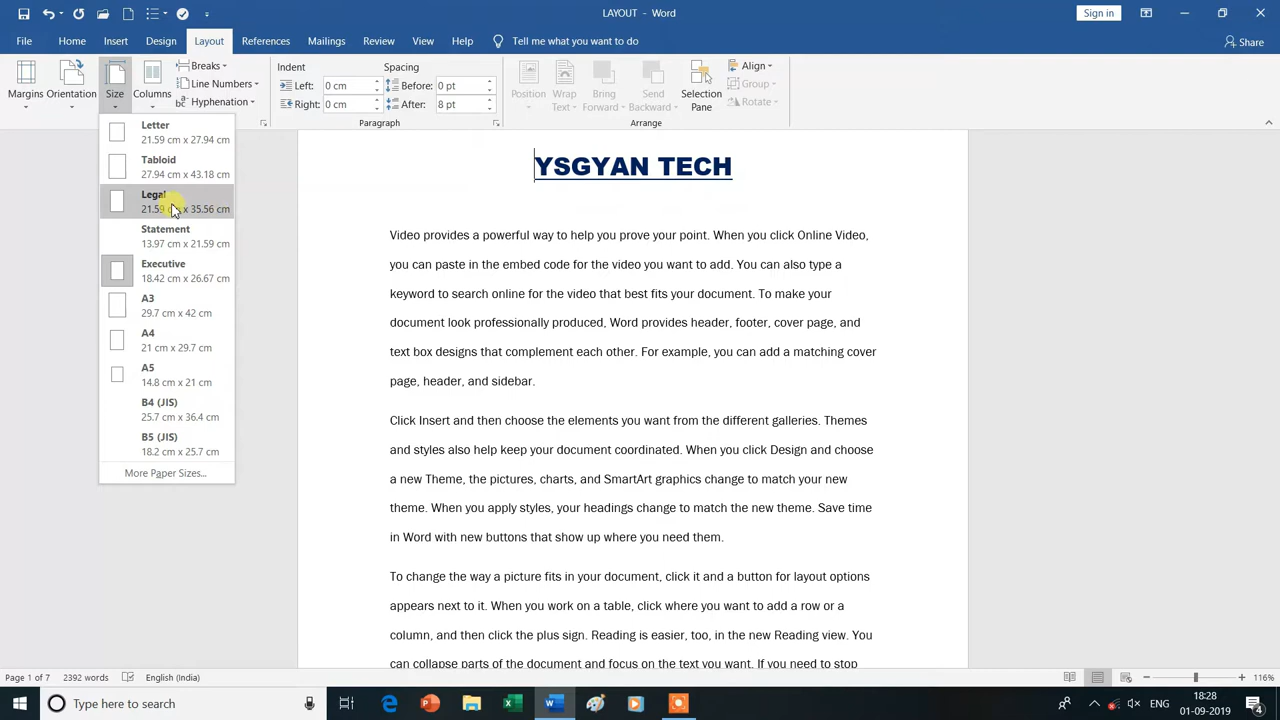 LAYOUT - Word
Sign in
File Home Insert Design Layout References Mailings Review View Help Tell me what you want to do
Share
Margins Orientation Size Columns
Breaks
Line Numbers
Hyphenation
Indent
Left: 0 cm
Right: 0 cm
Spacing
Before: 0 pt
After: 8 pt
Paragraph
Position
Wrap Text
Bring Forward
Send Backward
Selection Pane
Align
Group
Rotate
Arrange
Letter
21.59 cm x 27.94 cm
Tabloid
27.94 cm x 43.18 cm
Legal
21.59 cm x 35.56 cm
Statement
13.97 cm x 21.59 cm
Executive
18.42 cm x 26.67 cm
A3
29.7 cm x 42 cm
A4
21 cm x 29.7 cm
A5
14.8 cm x 21 cm
B4 (JIS)
25.7 cm x 36.4 cm
B5 (JIS)
18.2 cm x 25.7 cm
More Paper Sizes...
YSGYAN TECH
Video provides a powerful way to help you prove your point. When you click Online Video,
you can paste in the embed code for the video you want to add. You can also type a
keyword to search online for the video that best fits your document. To make your
document look professionally produced, Word provides header, footer, cover page, and
text box designs that complement each other. For example, you can add a matching cover
page, header, and sidebar.
Click Insert and then choose the elements you want from the different galleries. Themes
and styles also help keep your document coordinated. When you click Design and choose
a new Theme, the pictures, charts, and SmartArt graphics change to match your new
theme. When you apply styles, your headings change to match the new theme. Save time
in Word with new buttons that show up where you need them.
To change the way a picture fits in your document, click it and a button for layout options
appears next to it. When you work on a table, click where you want to add a row or a
column, and then click the plus sign. Reading is easier, too, in the new Reading view. You
can collapse parts of the document and focus on the text you want. If you need to stop
Page 1 of 7 2392 words English (India)
116%
Type here to search
ENG
18:28
01-09-2019
4